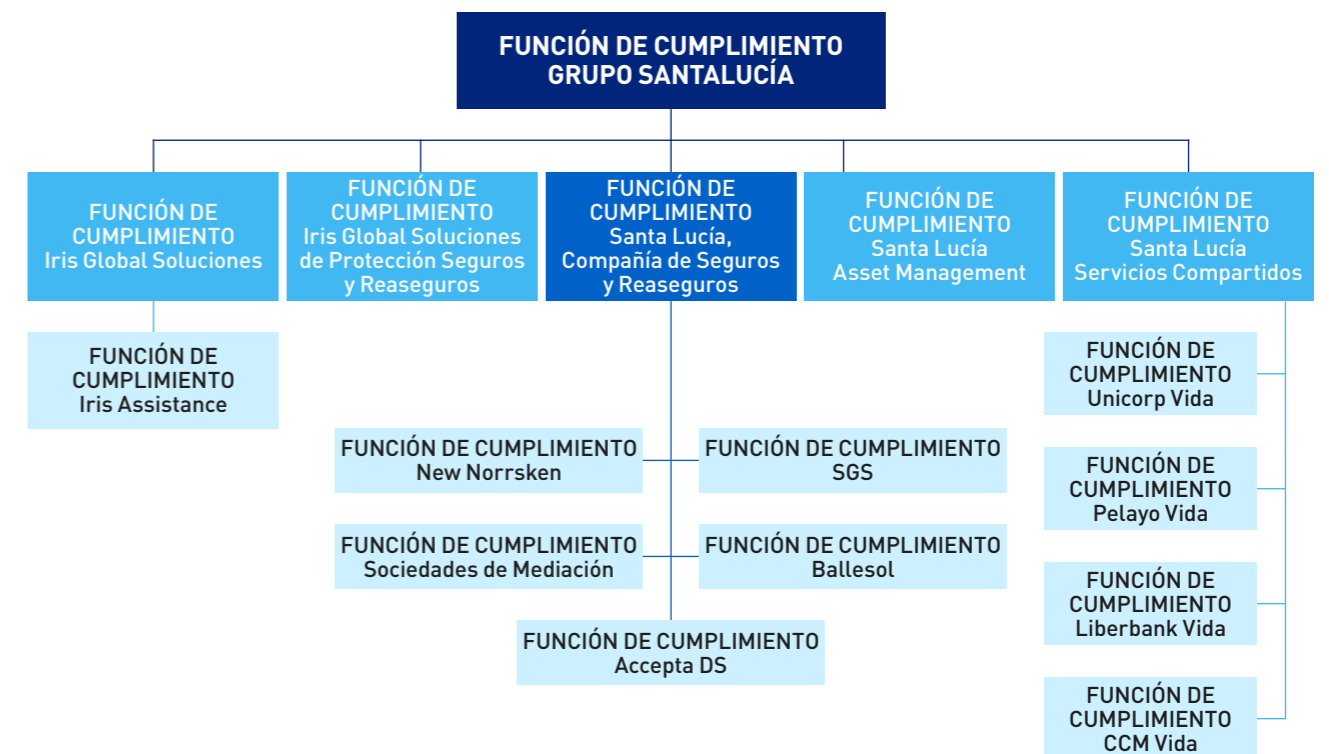 FUNCIÓN DE CUMPLIMIENTO
GRUPO SANTALUCÍA
FUNCIÓN DE
CUMPLIMIENTO
Iris Global Soluciones
FUNCIÓN DE
CUMPLIMIENTO
Iris Global Soluciones
de Protección Seguros
y Reaseguros
FUNCIÓN DE
CUMPLIMIENTO
Santa Lucía,
Compañía de Seguros
y Reaseguros
FUNCIÓN DE
CUMPLIMIENTO
Santa Lucía
Asset Management
FUNCIÓN DE
CUMPLIMIENTO
Santa Lucía
Servicios Compartidos
FUNCIÓN DE
CUMPLIMIENTO
Iris Assistance
FUNCIÓN DE CUMPLIMIENTO
New Norrsken
FUNCIÓN DE CUMPLIMIENTO
SGS
FUNCIÓN DE CUMPLIMIENTO
Sociedades de Mediación
FUNCIÓN DE CUMPLIMIENTO
Ballesol
FUNCIÓN DE CUMPLIMIENTO
Accepta DS
FUNCIÓN DE
CUMPLIMIENTO
Unicorp Vida
FUNCIÓN DE
CUMPLIMIENTO
Pelayo Vida
FUNCIÓN DE
CUMPLIMIENTO
Liberbank Vida
FUNCIÓN DE
CUMPLIMIENTO
CCM Vida